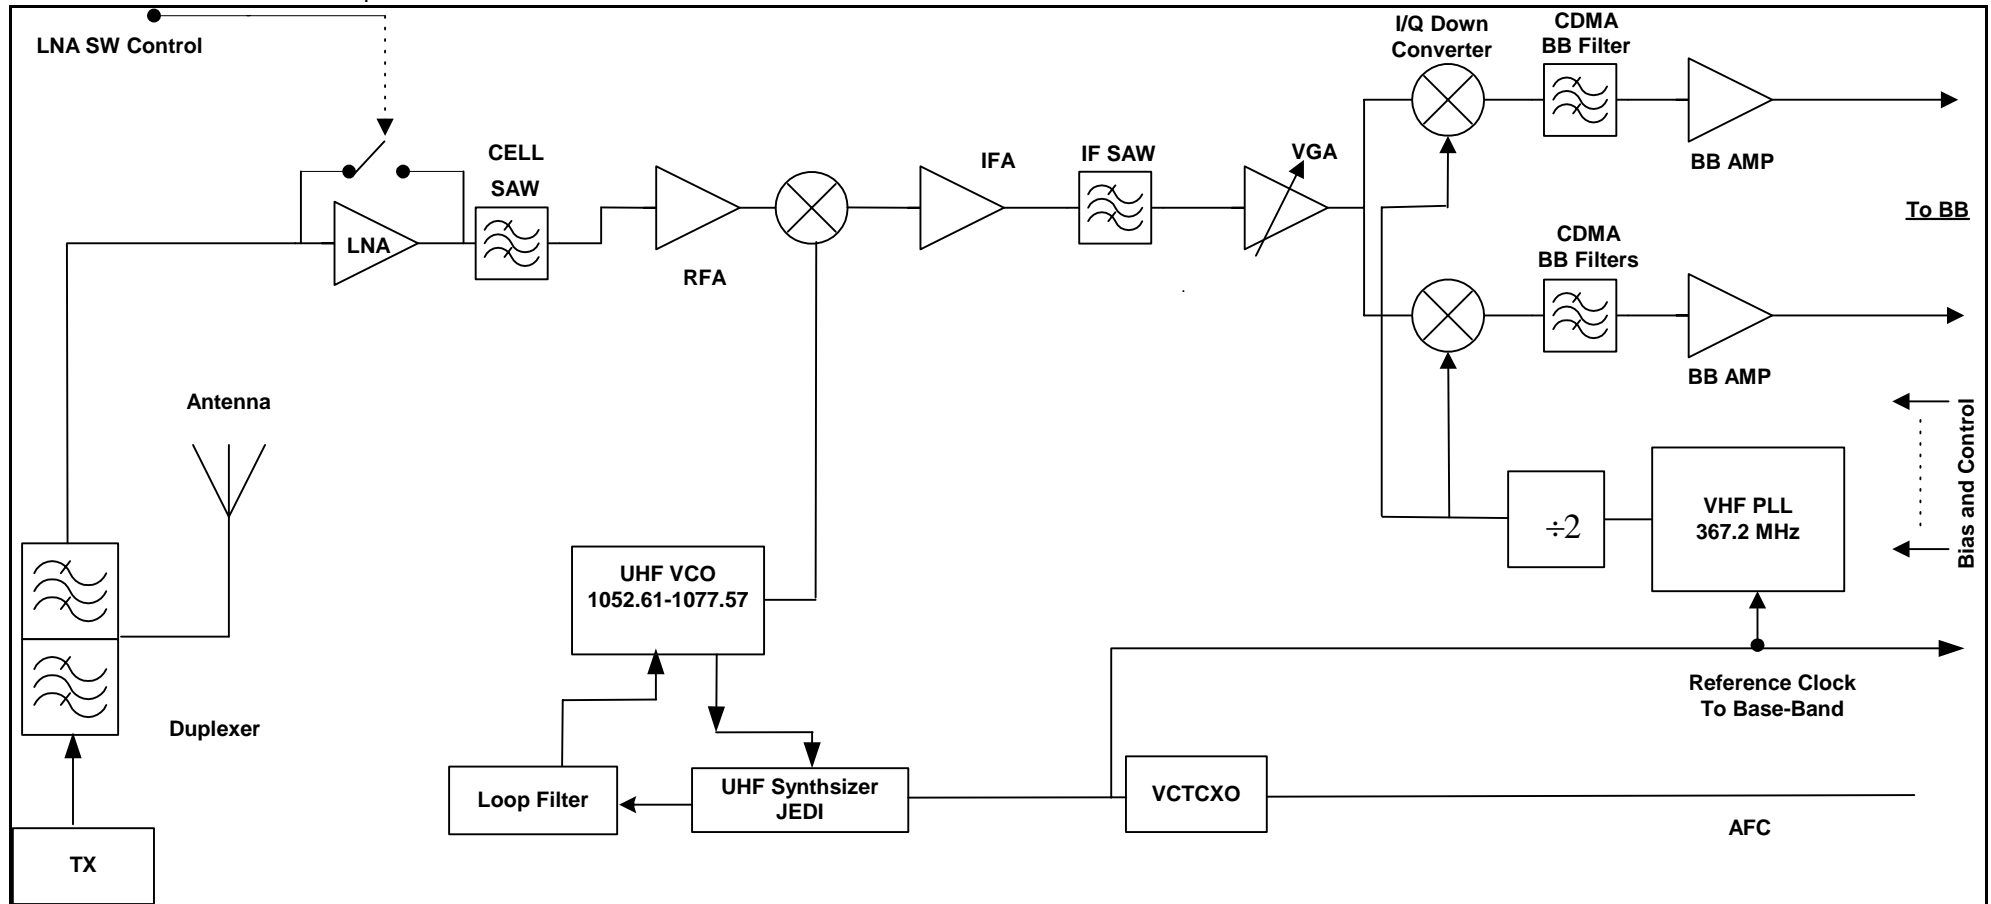 LNA SW Control
I/Q Down
Converter
CDMA
BB Filter
CELL
SAW
LNA
RFA
IFA
IF SAW
VGA
BB AMP
To BB
CDMA
BB Filters
BB AMP
Antenna
Bias and Control
VHF PLL
367.2 MHz
÷2
UHF VCO
1052.61-1077.57
Reference Clock
To Base-Band
Duplexer
Loop Filter
UHF Synthsizer
JEDI
VCTCXO
AFC
TX